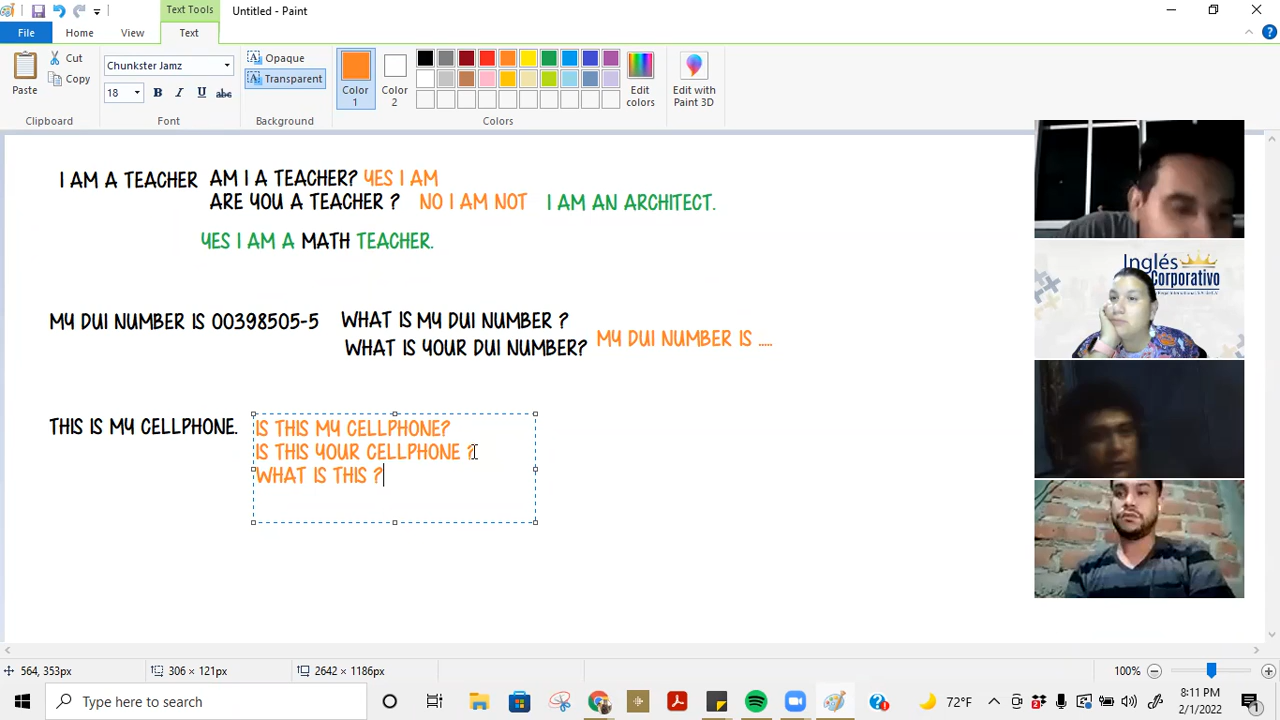 Text Tools
Untitled - Paint
File
Home
View
Text
Paste
Cut
Copy
Clipboard
Chunkster Jamz
18
B I U abc
Font
Opaque
Transparent
Background
Color 1
Color 2
Colors
Edit colors
Edit with Paint 3D
I AM A TEACHER AM I A TEACHER? YES I AM
ARE YOU A TEACHER ? NO I AM NOT I AM AN ARCHITECT.
YES I AM A MATH TEACHER.
MY DUI NUMBER IS 00398505-5 WHAT IS MY DUI NUMBER ?
WHAT IS YOUR DUI NUMBER? MY DUI NUMBER IS .....
THIS IS MY CELLPHONE. IS THIS MY CELLPHONE?
IS THIS YOUR CELLPHONE ?
WHAT IS THIS ?
Inglés
Corporativo
564, 353px
306 × 121px
2642 × 1186px
100%
Type here to search
72°F
8:11 PM
2/1/2022